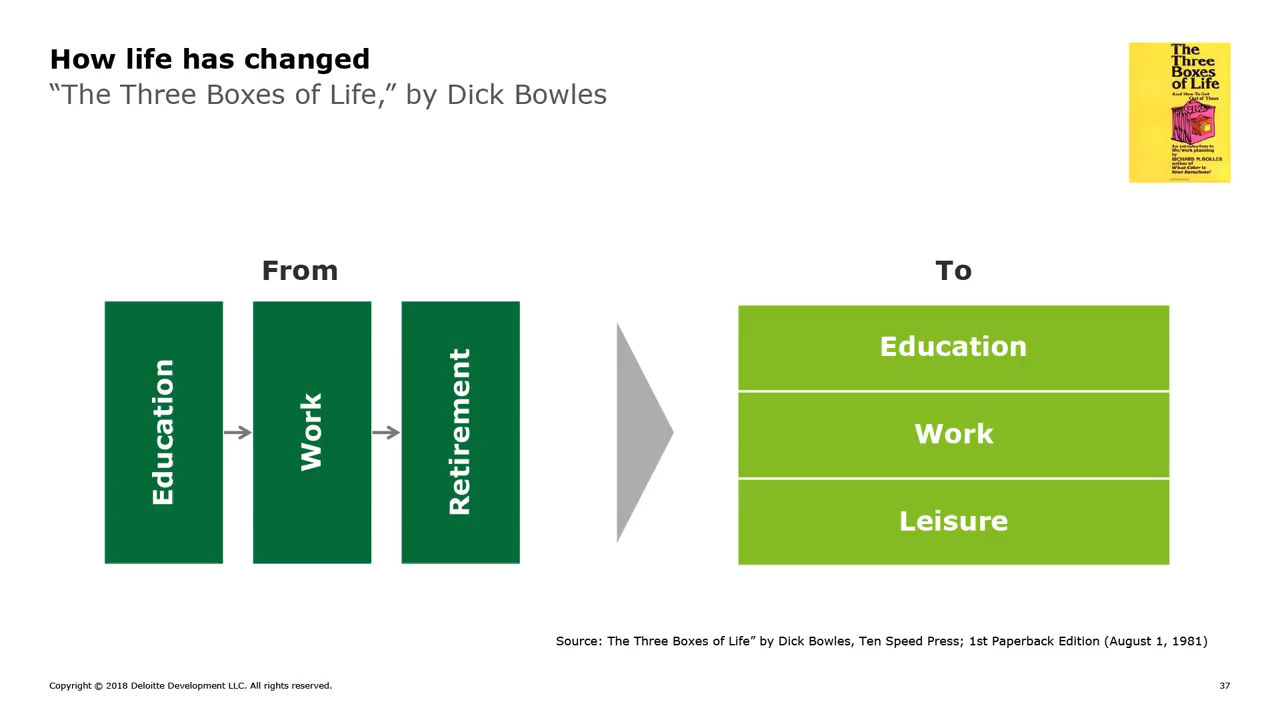 How life has changed
“The Three Boxes of Life,” by Dick Bowles
The
Three
Boxes
of Life
And How To Get
Out of Them
An introduction to
life/work planning
by
RICHARD N. BOLLES
author of
What Color is
Your Parachute?
From
To
Education
Work
Retirement
Education
Work
Leisure
Source: The Three Boxes of Life” by Dick Bowles, Ten Speed Press; 1st Paperback Edition (August 1, 1981)
Copyright © 2018 Deloitte Development LLC. All rights reserved.
37